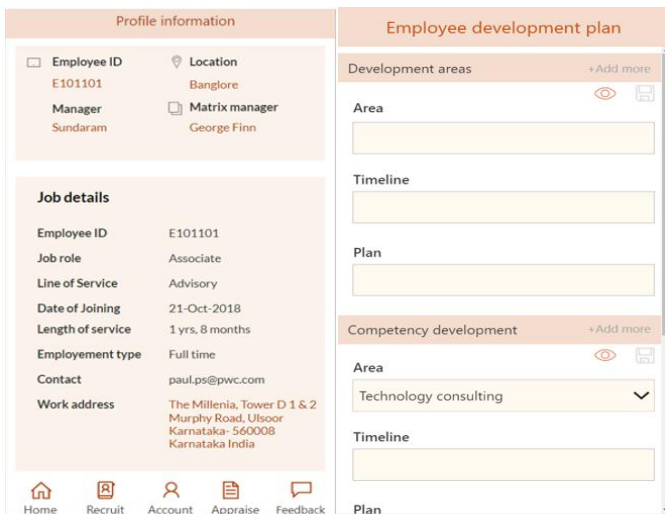 Profile information
Employee ID
E101101
Location
Banglore
Manager
Sundaram
Matrix manager
George Finn
Job details
Employee ID E101101
Job role Associate
Line of Service Advisory
Date of Joining 21-Oct-2018
Length of service 1 yrs, 8 months
Employement type Full time
Contact paul.ps@pwc.com
Work address The Millenia, Tower D 1 & 2
Murphy Road, Ulsoor
Karnataka- 560008
Karnataka India
Home Recruit Account Appraise Feedback
Employee development plan
Development areas +Add more
Area
Timeline
Plan
Competency development +Add more
Area
Technology consulting
Timeline
Plan